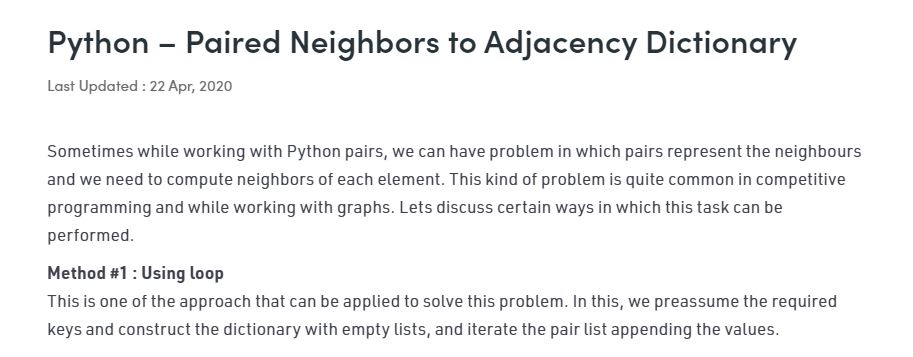 Python – Paired Neighbors to Adjacency Dictionary
Last Updated : 22 Apr, 2020
Sometimes while working with Python pairs, we can have problem in which pairs represent the neighbours
and we need to compute neighbors of each element. This kind of problem is quite common in competitive
programming and while working with graphs. Lets discuss certain ways in which this task can be
performed.
Method #1 : Using loop
This is one of the approach that can be applied to solve this problem. In this, we preassume the required
keys and construct the dictionary with empty lists, and iterate the pair list appending the values.